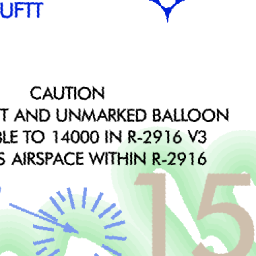 UFTT
CAUTION
T AND UNMARKED BALLOON
BLE TO 14000 IN R-2916 V3
S AIRSPACE WITHIN R-2916
15